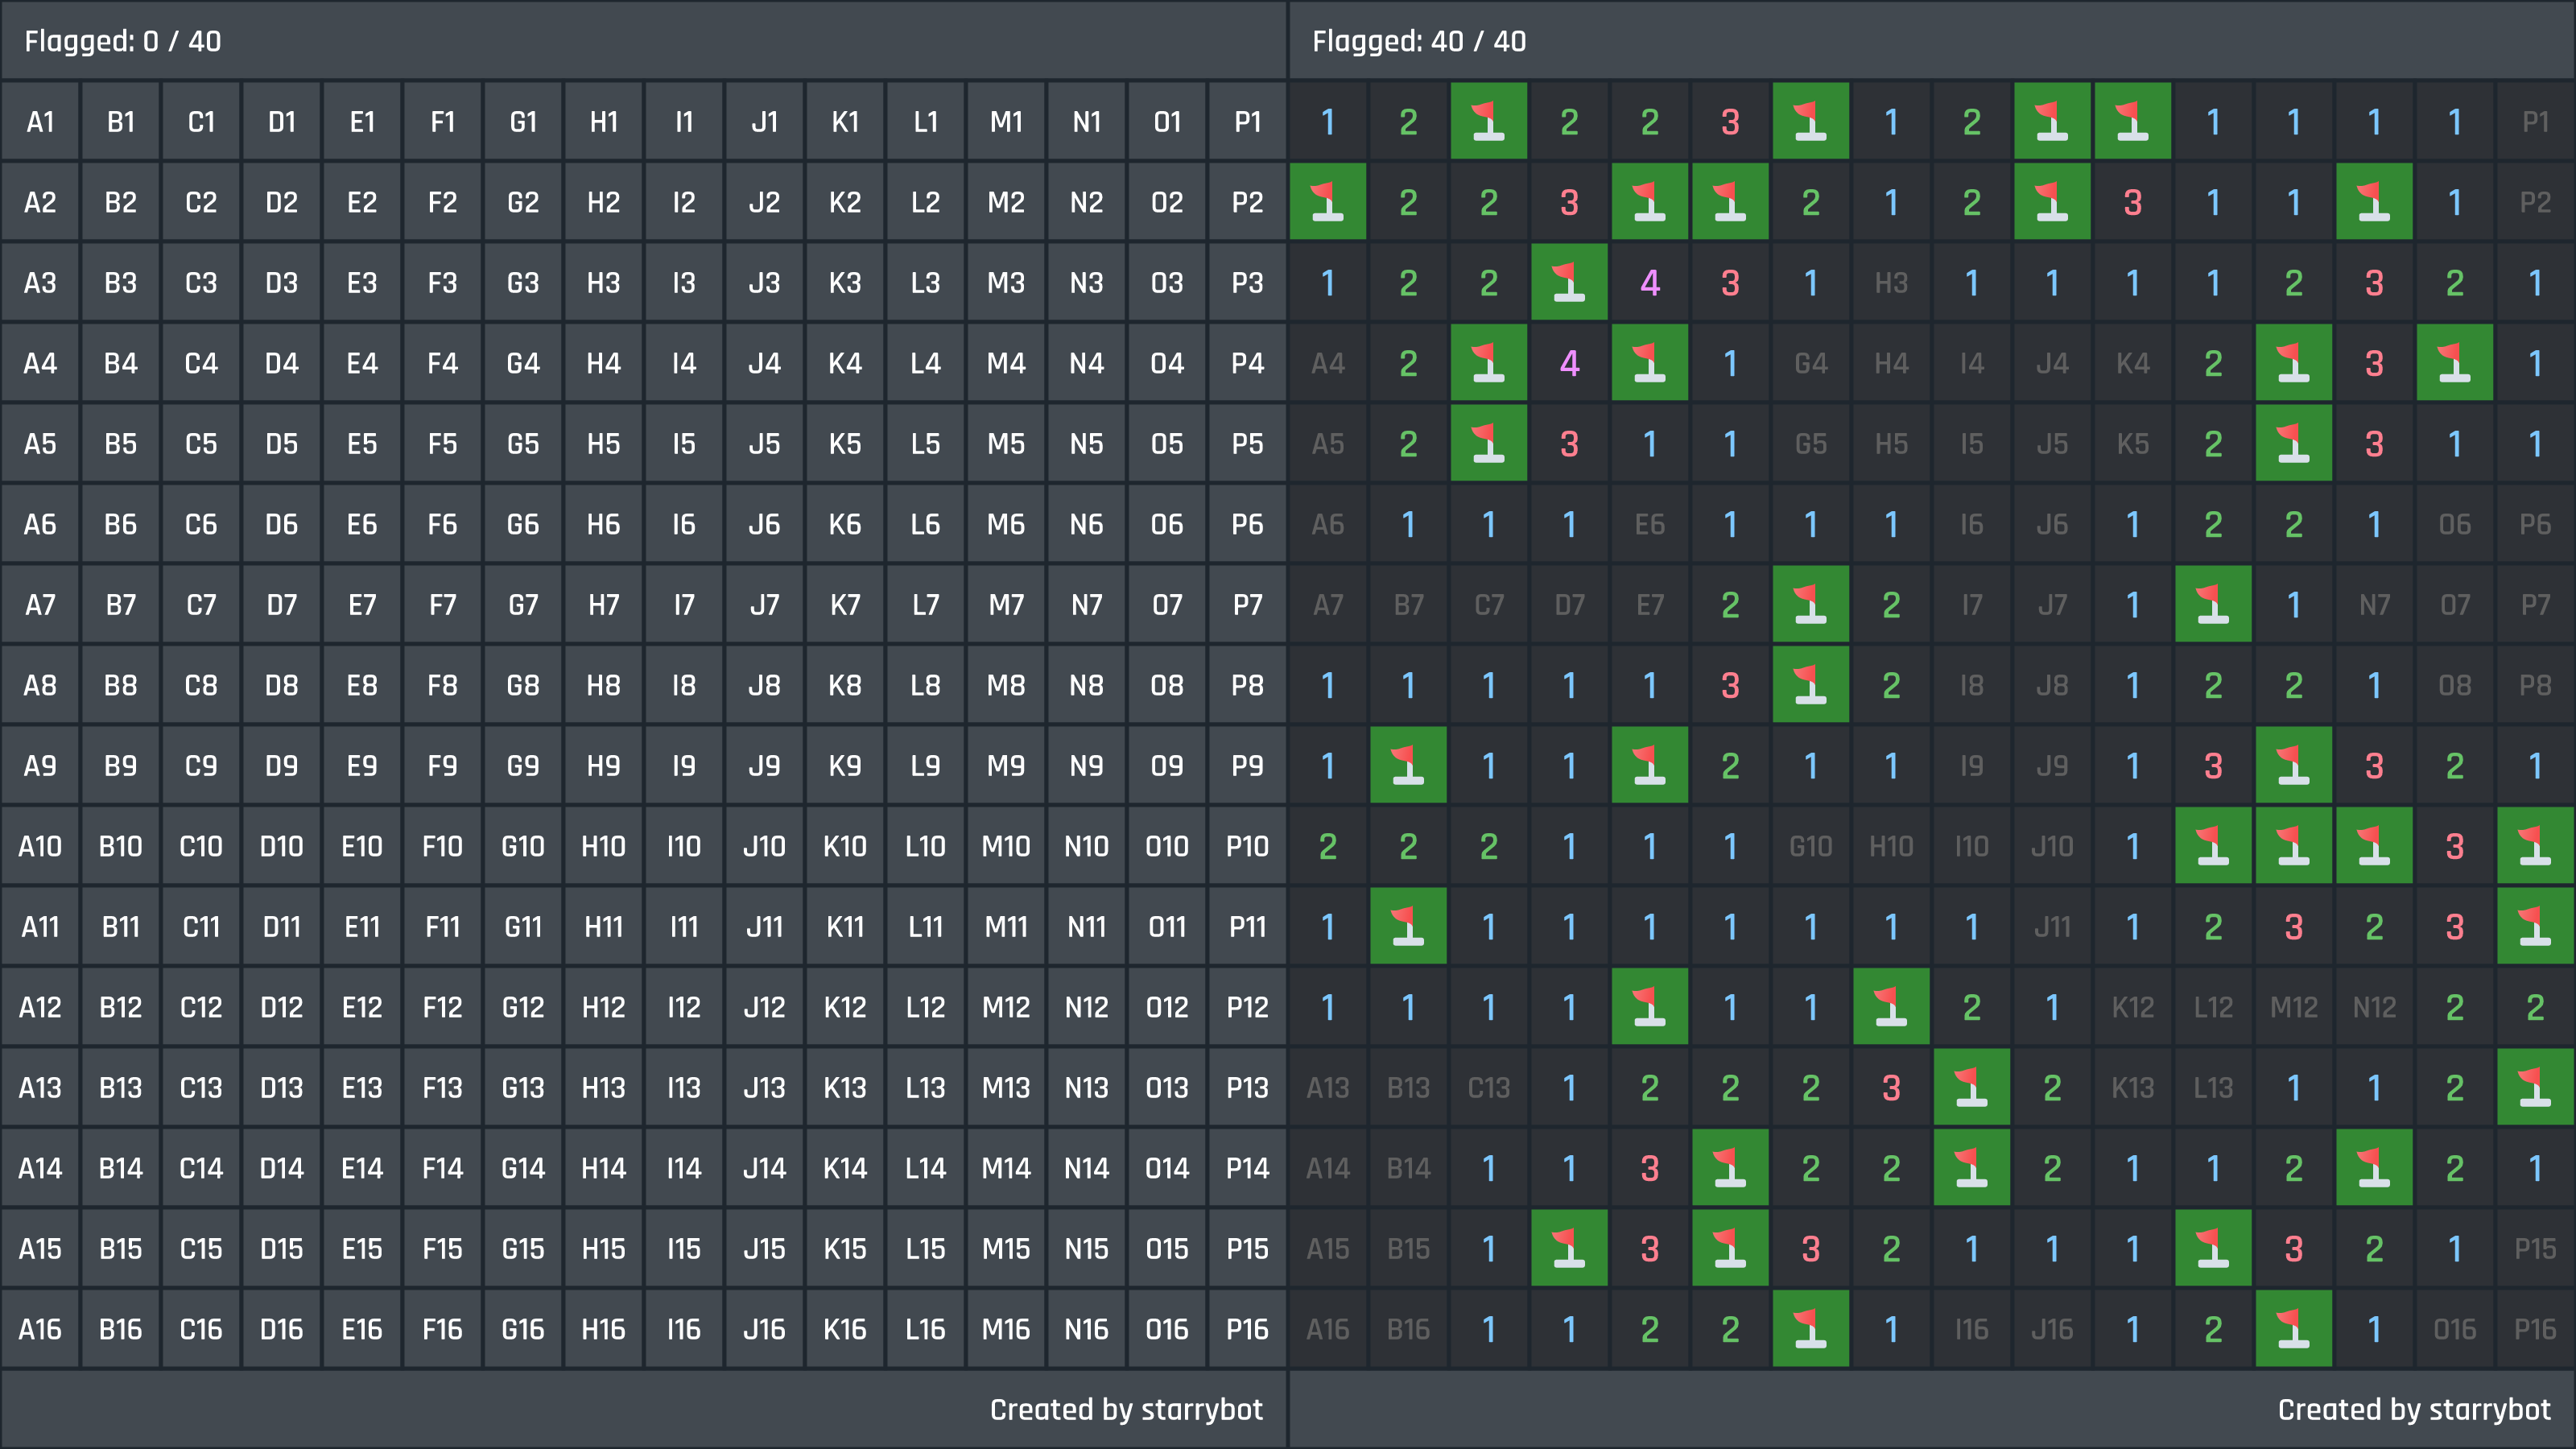 Flagged: 0 / 40 Flagged: 40 / 40
A1 B1 C1 D1 E1 F1 G1 H1 I1 J1 K1 L1 M1 N1 O1 P1 1 2 2 2 3 1 2 1 1 1 1 P1
A2 B2 C2 D2 E2 F2 G2 H2 I2 J2 K2 L2 M2 N2 O2 P2 2 2 3 2 1 2 3 1 1 1 P2
A3 B3 C3 D3 E3 F3 G3 H3 I3 J3 K3 L3 M3 N3 O3 P3 1 2 2 4 3 1 H3 1 1 1 1 2 3 2 1
A4 B4 C4 D4 E4 F4 G4 H4 I4 J4 K4 L4 M4 N4 O4 P4 A4 2 4 1 G4 H4 I4 J4 K4 2 3 1
A5 B5 C5 D5 E5 F5 G5 H5 I5 J5 K5 L5 M5 N5 O5 P5 A5 2 3 1 1 G5 H5 I5 J5 K5 2 3 1 1
A6 B6 C6 D6 E6 F6 G6 H6 I6 J6 K6 L6 M6 N6 O6 P6 A6 1 1 1 E6 1 1 1 I6 J6 1 2 2 1 O6 P6
A7 B7 C7 D7 E7 F7 G7 H7 I7 J7 K7 L7 M7 N7 O7 P7 A7 B7 C7 D7 E7 2 2 I7 J7 1 1 N7 O7 P7
A8 B8 C8 D8 E8 F8 G8 H8 I8 J8 K8 L8 M8 N8 O8 P8 1 1 1 1 1 3 2 I8 J8 1 2 2 1 O8 P8
A9 B9 C9 D9 E9 F9 G9 H9 I9 J9 K9 L9 M9 N9 O9 P9 1 1 1 2 1 1 I9 J9 1 3 3 2 1
A10 B10 C10 D10 E10 F10 G10 H10 I10 J10 K10 L10 M10 N10 O10 P10 2 2 2 1 1 1 G10 H10 I10 J10 1 3
A11 B11 C11 D11 E11 F11 G11 H11 I11 J11 K11 L11 M11 N11 O11 P11 1 1 1 1 1 1 1 1 J11 1 2 3 2 3
A12 B12 C12 D12 E12 F12 G12 H12 I12 J12 K12 L12 M12 N12 O12 P12 1 1 1 1 1 1 2 1 K12 L12 M12 N12 2 2
A13 B13 C13 D13 E13 F13 G13 H13 I13 J13 K13 L13 M13 N13 O13 P13 A13 B13 C13 1 2 2 2 3 2 K13 L13 1 1 2
A14 B14 C14 D14 E14 F14 G14 H14 I14 J14 K14 L14 M14 N14 O14 P14 A14 B14 1 1 3 2 2 2 1 1 2 2 1
A15 B15 C15 D15 E15 F15 G15 H15 I15 J15 K15 L15 M15 N15 O15 P15 A15 B15 1 3 3 2 1 1 1 3 2 1 P15
A16 B16 C16 D16 E16 F16 G16 H16 I16 J16 K16 L16 M16 N16 O16 P16 A16 B16 1 1 2 2 1 I16 J16 1 2 1 O16 P16
Created by starrybot Created by starrybot